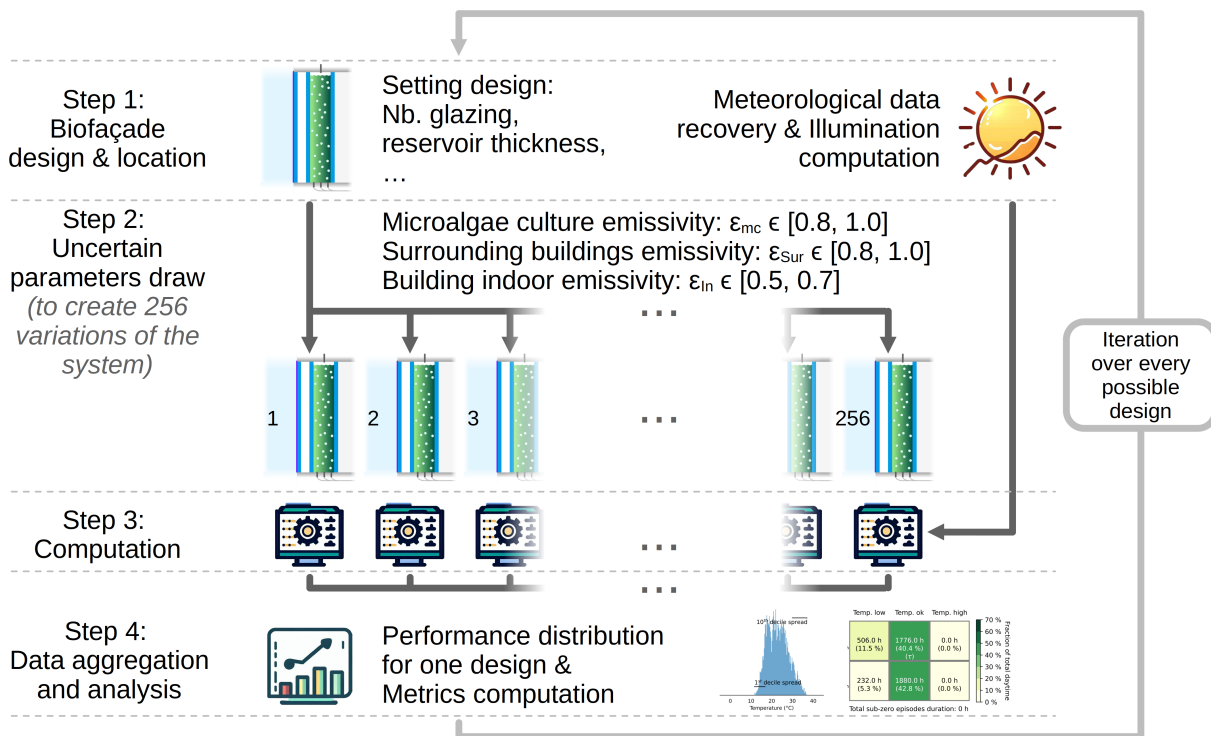 Step 1:
Biofaçade
design & location
Setting design:
Nb. glazing,
reservoir thickness,
…
Meteorological data
recovery & Illumination
computation
Step 2:
Uncertain
parameters draw
(to create 256
variations of the
system)
Microalgae culture emissivity: εmc ϵ [0.8, 1.0]
Surrounding buildings emissivity: εSur ϵ [0.8, 1.0]
Building indoor emissivity: εIn ϵ [0.5, 0.7]
…
1
2
3
…
256
Iteration
over every
possible
design
Step 3:
Computation
…
…
Step 4:
Data aggregation
and analysis
Performance distribution
for one design &
Metrics computation
10th decile spread
1st decile spread
0 10 20 30 40
Temperature (°C)
Temp. low Temp. ok Temp. high
506.0 h
(11.5 %)
1776.0 h
(40.4 %)
(τ)
0.0 h
(0.0 %)
232.0 h
(5.3 %)
1880.0 h
(42.8 %)
0.0 h
(0.0 %)
70 %
60 %
50 %
40 %
30 %
20 %
10 %
0 %
Fraction of total daytime
Total sub-zero episodes duration: 0 h